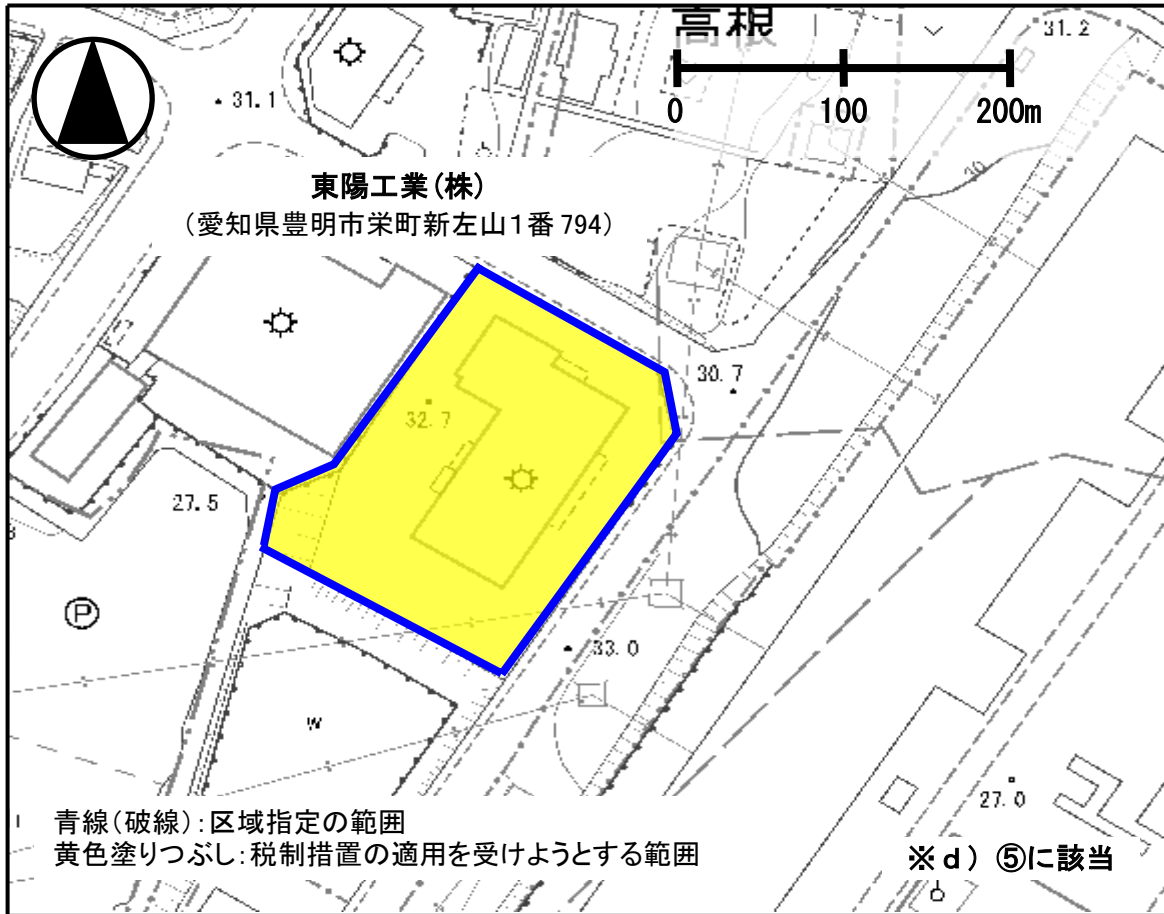 高根
31.2
31.1
0 100 200m
東陽工業(株)
(愛知県豊明市栄町新左山1番794)
30.7
32.7
27.5
P
33.0
27.0
青線(破線):区域指定の範囲
黄色塗りつぶし:税制措置の適用を受けようとする範囲
※d) ⑤に該当